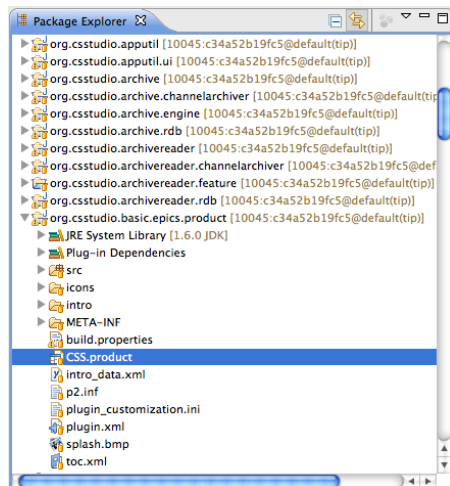 Package Explorer
org.csstudio.apputil [10045:c34a52b19fc5@default(tip)]
org.csstudio.apputil.ui [10045:c34a52b19fc5@default(tip)]
org.csstudio.archive [10045:c34a52b19fc5@default(tip)]
org.csstudio.archive.channelarchiver [10045:c34a52b19fc5@default(tip
org.csstudio.archive.engine [10045:c34a52b19fc5@default(tip)]
org.csstudio.archive.rdb [10045:c34a52b19fc5@default(tip)]
org.csstudio.archivereader [10045:c34a52b19fc5@default(tip)]
org.csstudio.archivereader.channelarchiver [10045:c34a52b19fc5@def
org.csstudio.archivereader.feature [10045:c34a52b19fc5@default(tip)]
org.csstudio.archivereader.rdb [10045:c34a52b19fc5@default(tip)]
org.csstudio.basic.epics.product [10045:c34a52b19fc5@default(tip)]
JRE System Library [1.6.0 JDK]
Plug-in Dependencies
src
icons
intro
META-INF
build.properties
CSS.product
intro_data.xml
p2.inf
plugin_customization.ini
plugin.xml
splash.bmp
toc.xml